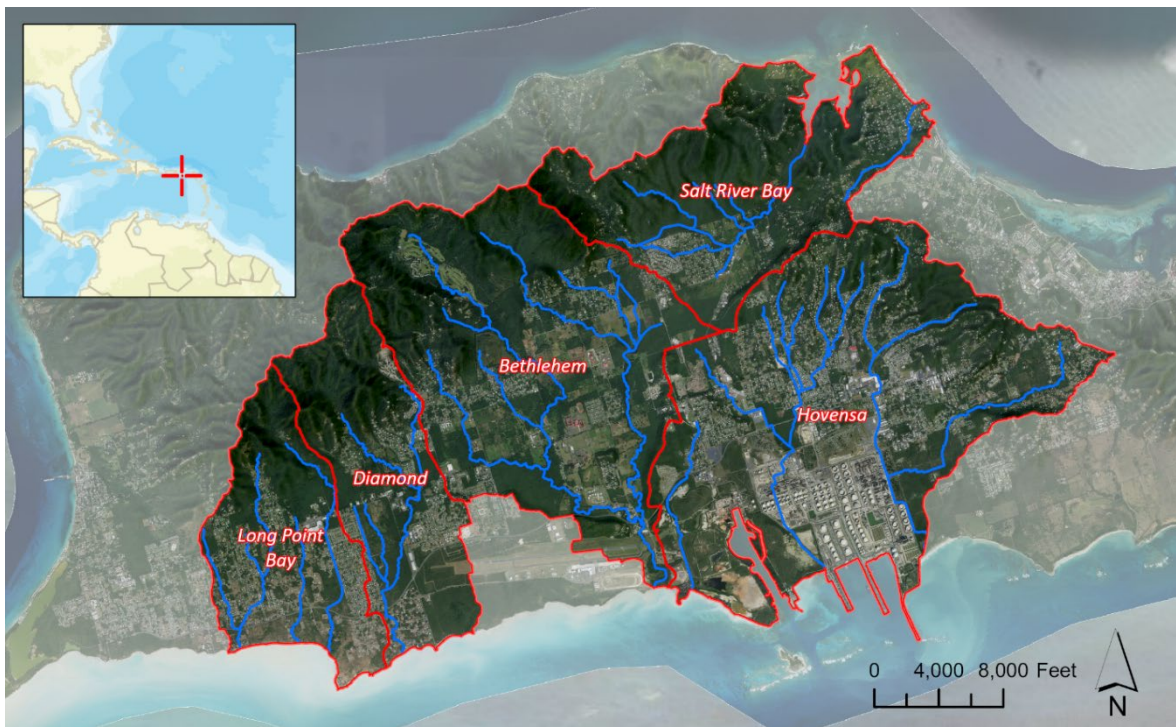 Salt River Bay
Bethlehem
Hovensa
Diamond
Long Point
Bay
0 4,000 8,000 Feet
N